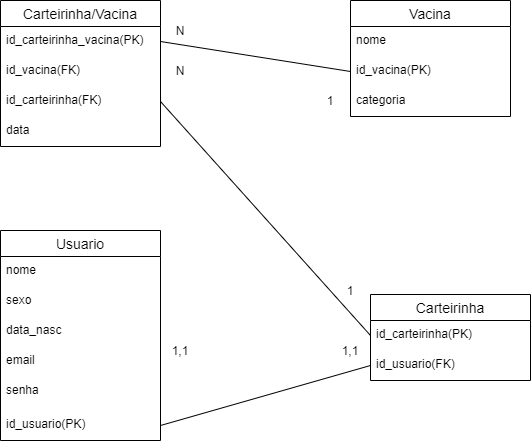 Carteirinha/Vacina
id_carteirinha_vacina(PK)
id_vacina(FK)
id_carteirinha(FK)
data
N
N
1
Vacina
nome
id_vacina(PK)
categoria
Usuario
nome
sexo
data_nasc
email
senha
id_usuario(PK)
1,1
1
1,1
Carteirinha
id_carteirinha(PK)
id_usuario(FK)